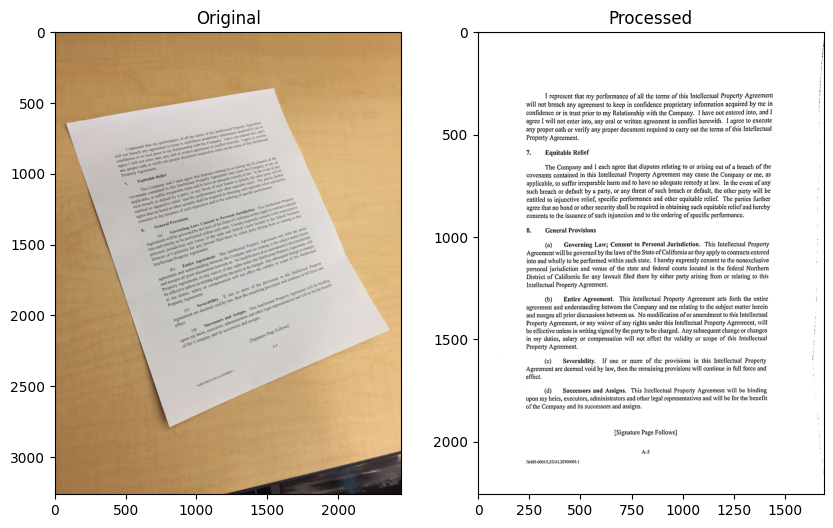 Original
Processed
0
500
1000
1500
2000
2500
3000
0
500
1000
1500
2000
I represent that my performance of all the terms of this Intellectual Property Agreement
will not breach any agreement to keep in confidence proprietary information acquired by me in
confidence or in trust prior to my Relationship with the Company. I have not entered into, and I
agree I will not enter into, any oral or written agreement in conflict herewith. I agree to execute
any proper oath or verify any proper document required to carry out the terms of this Intellectual
Property Agreement.
7. Equitable Relief
The Company and I each agree that disputes relating to or arising out of a breach of the
covenants contained in this Intellectual Property Agreement may cause the Company or me, as
applicable, to suffer irreparable harm and to have no adequate remedy at law. In the event of any
such breach or default by a party, or any threat of such breach or default, the other party will be
entitled to injunctive relief, specific performance and other equitable relief. The parties further
agree that no bond or other security shall be required in obtaining such equitable relief and hereby
consents to the issuance of such injunction and to the ordering of specific performance.
8. General Provisions
(a) Governing Law; Consent to Personal Jurisdiction. This Intellectual Property
Agreement will be governed by the laws of the State of California as they apply to contracts entered
into and wholly to be performed within such state. I hereby expressly consent to the nonexclusive
personal jurisdiction and venue of the state and federal courts located in the federal Northern
District of California for any lawsuit filed there by either party arising from or relating to this
Intellectual Property Agreement.
(b) Entire Agreement. This Intellectual Property Agreement sets forth the entire
agreement and understanding between the Company and me relating to the subject matter herein
and merges all prior discussions between us. No modification of or amendment to this Intellectual
Property Agreement, or any waiver of any rights under this Intellectual Property Agreement, will
be effective unless in writing signed by the party to be charged. Any subsequent change or changes
in my duties, salary or compensation will not affect the validity or scope of this Intellectual
Property Agreement.
(c) Severability. If one or more of the provisions in this Intellectual Property
Agreement are deemed void by law, then the remaining provisions will continue in full force and
effect.
(d) Successors and Assigns. This Intellectual Property Agreement will be binding
upon my heirs, executors, administrators and other legal representatives and will be for the benefit
of the Company and its successors and assigns.
[Signature Page Follows]
A-5
0 500 1000 1500 2000
0 250 500 750 1000 1250 1500